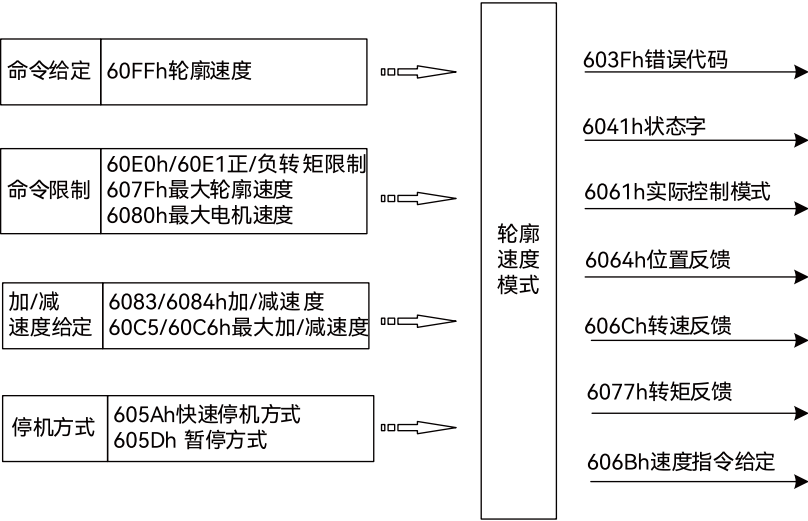 命令给定
60FFh轮廓速度
命令限制
60E0h/60E1正/负转矩限制
607Fh最大轮廓速度
6080h最大电机速度
加/减
速度给定
6083/6084h加/减速度
60C5/60C6h最大加/减速度
停机方式
605Ah快速停机方式
605Dh 暂停方式
轮廓
速度
模式
603Fh错误代码
6041h状态字
6061h实际控制模式
6064h位置反馈
606Ch转速反馈
6077h转矩反馈
606Bh速度指令给定